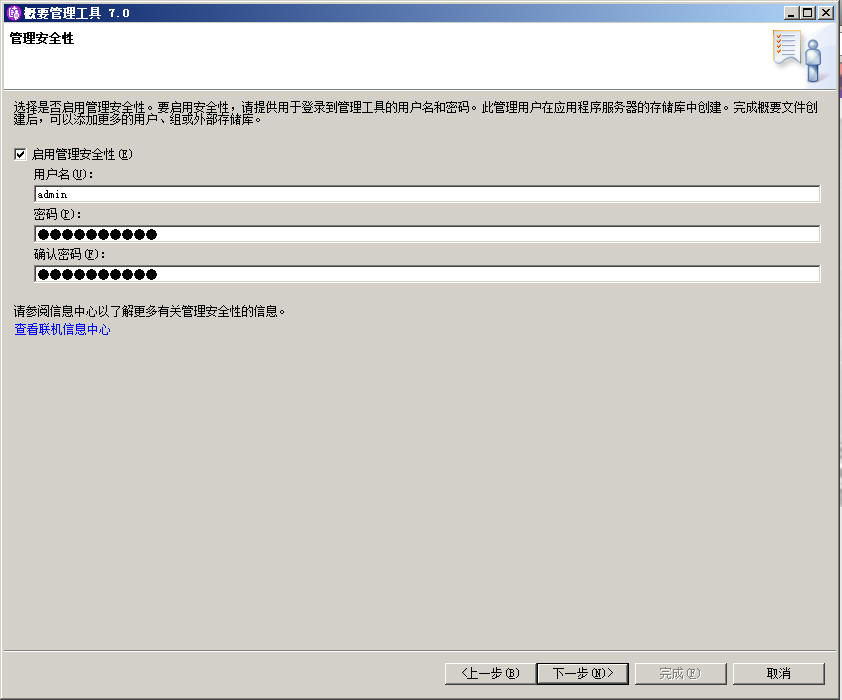 概要管理工具 7.0
管理安全性
选择是否启用管理安全性。要启用安全性，请提供用于登录到管理工具的用户名和密码。此管理用户在应用程序服务器的存储库中创建。完成概要文件创
建后，可以添加更多的用户、组或外部存储库。
启用管理安全性(E)
用户名(U)：
admin
密码(P)：
●●●●●●●●●●
确认密码(F)：
●●●●●●●●●●
请参阅信息中心以了解更多有关管理安全性的信息。
查看联机信息中心
<上一步(B) 下一步(N)> 完成(F) 取消